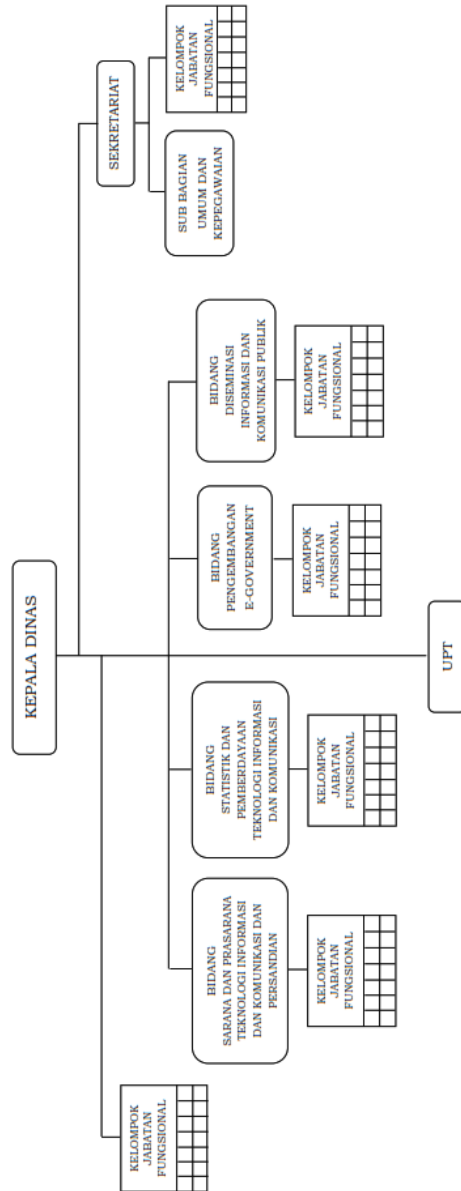 KEPALA DINAS
SEKRETARIAT
SUB BAGIAN
UMUM DAN
KEPEGAWAIAN
KELOMPOK
JABATAN
FUNGSIONAL
KELOMPOK
JABATAN
FUNGSIONAL
BIDANG
SARANA DAN PRASARANA
TEKNOLOGI INFORMASI
DAN KOMUNIKASI DAN
PERSANDIAN
BIDANG
STATISTIK DAN
PEMBERDAYAAN
TEKNOLOGI INFORMASI
DAN KOMUNIKASI
BIDANG
PENGEMBANGAN
E-GOVERNMENT
BIDANG
DISEMINASI
INFORMASI DAN
KOMUNIKASI PUBLIK
KELOMPOK
JABATAN
FUNGSIONAL
KELOMPOK
JABATAN
FUNGSIONAL
KELOMPOK
JABATAN
FUNGSIONAL
KELOMPOK
JABATAN
FUNGSIONAL
UPT